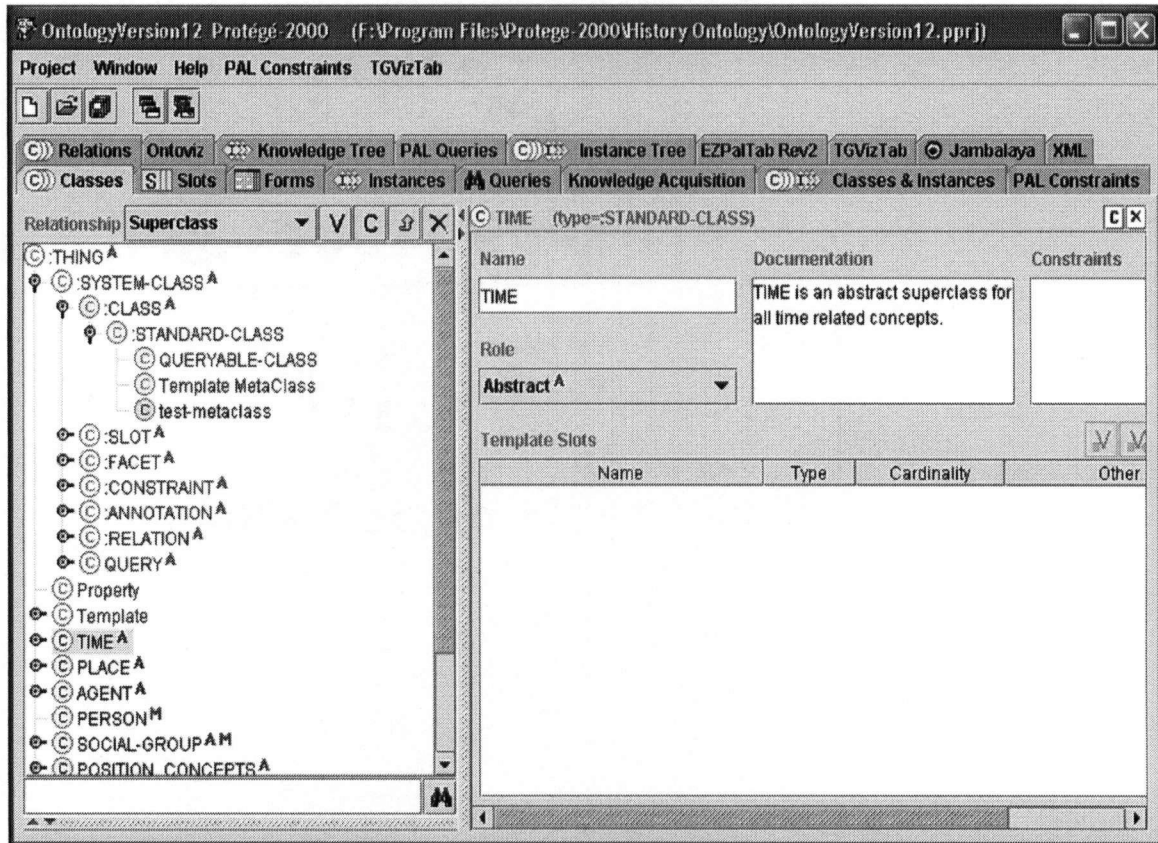 OntologyVersion12 Protégé-2000 (F:\Program Files\Protege-2000\History Ontology\OntologyVersion12.pprj)
Project Window Help PAL Constraints TGVizTab
Relations Ontoviz Knowledge Tree PAL Queries Instance Tree EZPalTab Rev2 TGVizTab Jambalaya XML
Classes Slots Forms Instances Queries Knowledge Acquisition Classes & Instances PAL Constraints
Relationship Superclass V C X
:THING A
:SYSTEM-CLASS A
:CLASS A
:STANDARD-CLASS
QUERYABLE-CLASS
Template MetaClass
test-metaclass
:SLOT A
:FACET A
:CONSTRAINT A
:ANNOTATION A
:RELATION A
QUERY A
Property
Template
TIME A
PLACE A
AGENT A
PERSON M
SOCIAL-GROUP A M
POSITION_CONCEPTS A
TIME (type=:STANDARD-CLASS) C X
Name Documentation Constraints
TIME
TIME is an abstract superclass for
all time related concepts.
Role
Abstract A
Template Slots
Name Type Cardinality Other